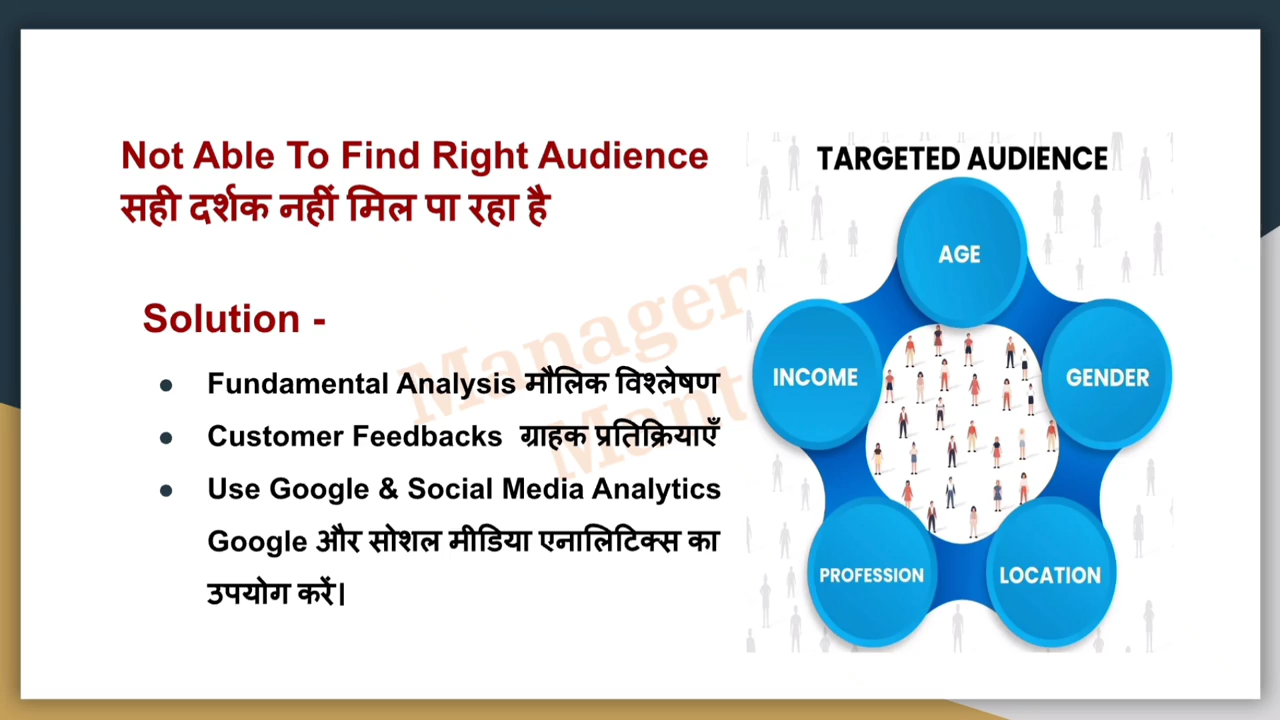 Not Able To Find Right Audience
सही दर्शक नहीं मिल पा रहा है
Solution -
● Fundamental Analysis मौलिक विश्लेषण
● Customer Feedbacks ग्राहक प्रतिक्रियाएँ
● Use Google & Social Media Analytics
Google और सोशल मीडिया एनालिटिक्स का
उपयोग करें।
Manager
TARGETED AUDIENCE
AGE
INCOME
GENDER
PROFESSION
LOCATION